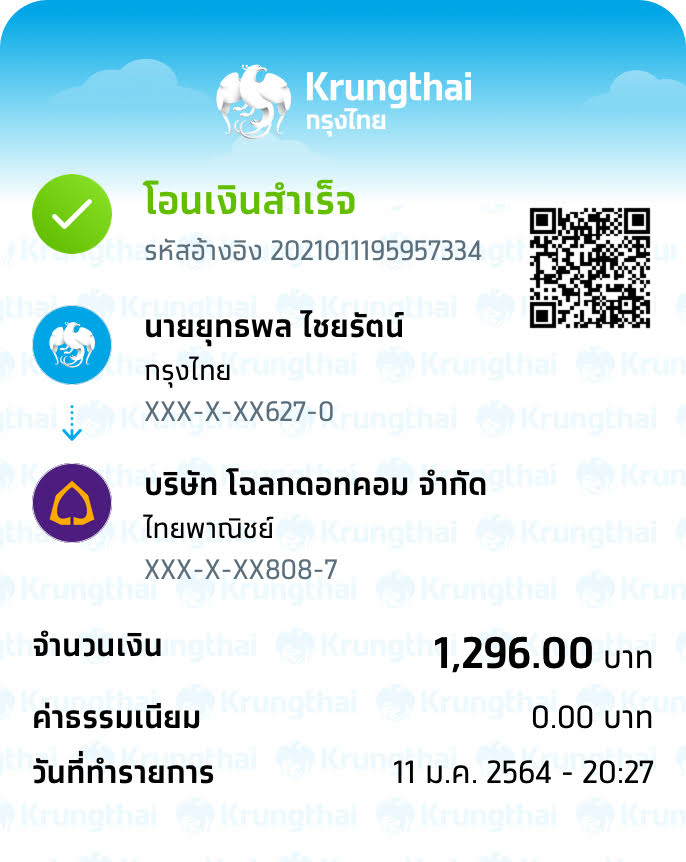 Krungthai
กรุงไทย
โอนเงินสำเร็จ
รหัสอ้างอิง 2021011195957334
นายยุทธพล ไชยรัตน์
กรุงไทย
XXX-X-XX627-0
บริษัท โฉลกดอทคอม จำกัด
ไทยพาณิชย์
XXX-X-XX808-7
จำนวนเงิน 1,296.00 บาท
ค่าธรรมเนียม 0.00 บาท
วันที่ทำรายการ 11 ม.ค. 2564 - 20:27